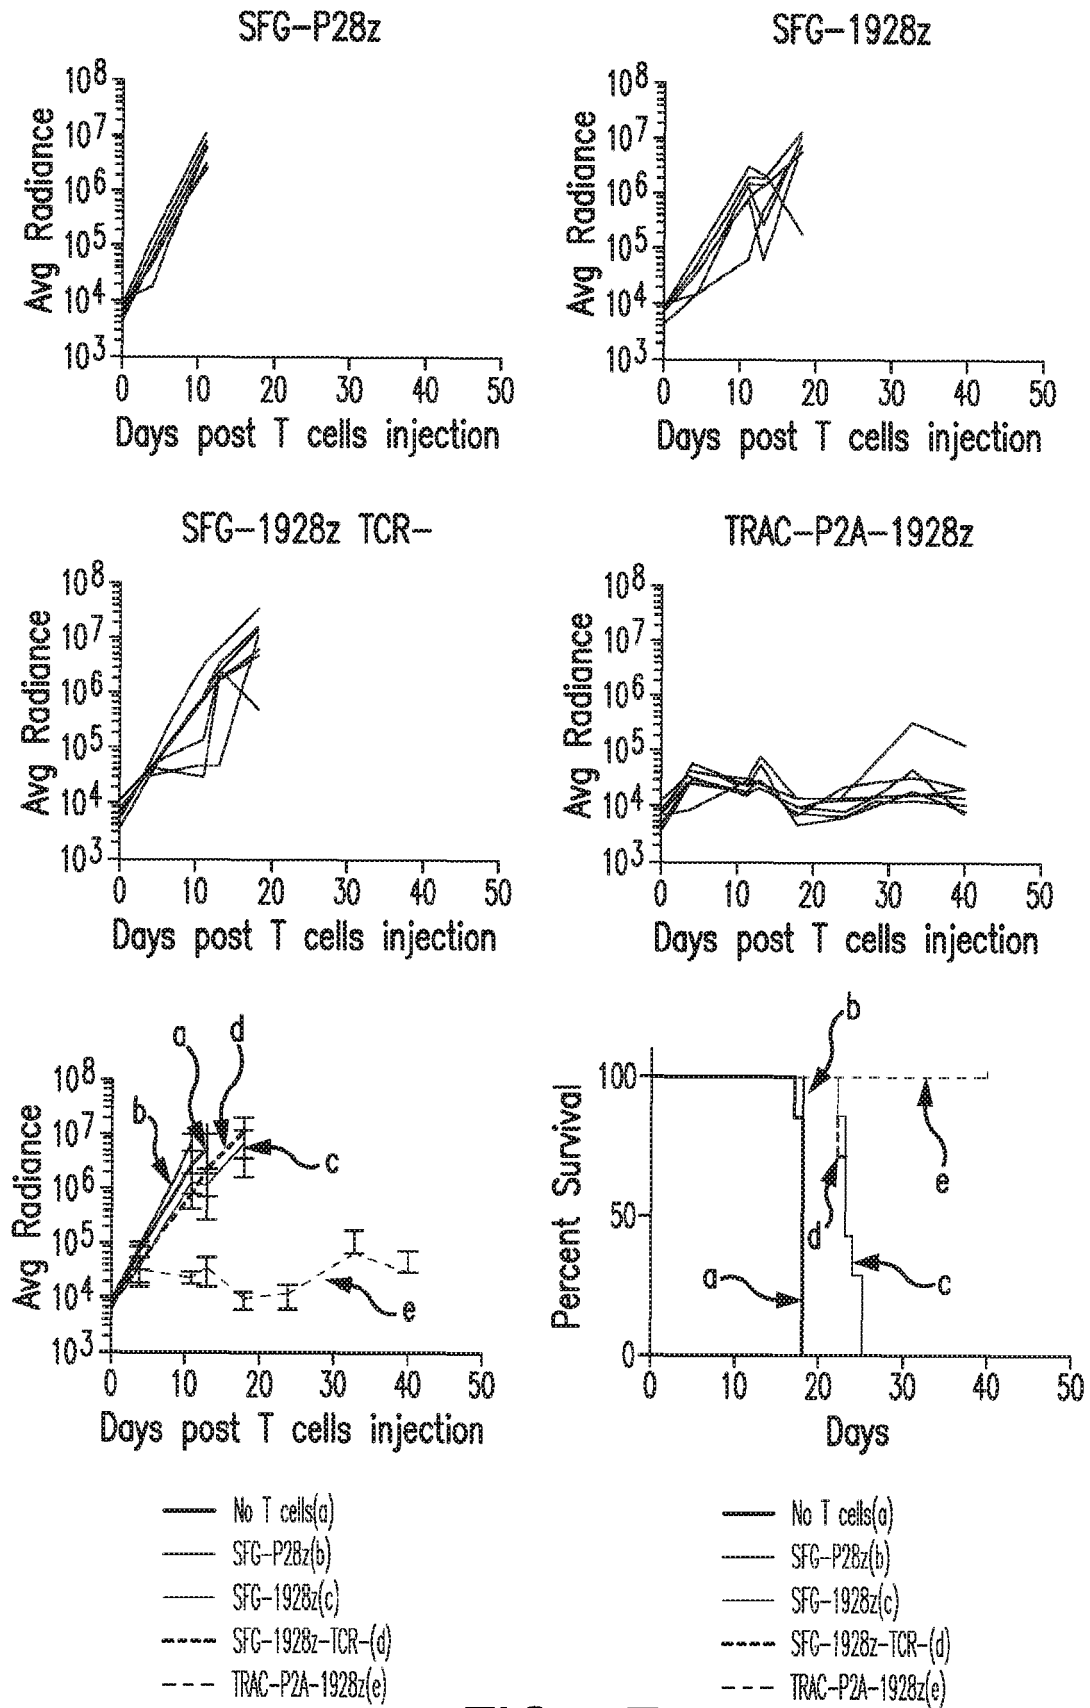 SFG-P28z
10^8
10^7
10^6
10^5
10^4
10^3
Avg Radiance
0 10 20 30 40 50
Days post T cells injection
SFG-1928z
10^8
10^7
10^6
10^5
10^4
10^3
Avg Radiance
0 10 20 30 40 50
Days post T cells injection
SFG-1928z TCR-
10^8
10^7
10^6
10^5
10^4
10^3
Avg Radiance
0 10 20 30 40 50
Days post T cells injection
TRAC-P2A-1928z
10^8
10^7
10^6
10^5
10^4
10^3
Avg Radiance
0 10 20 30 40 50
Days post T cells injection
a
d
b
c
e
10^8
10^7
10^6
10^5
10^4
10^3
Avg Radiance
0 10 20 30 40 50
Days post T cells injection
b
e
d
a
c
100
50
0
Percent Survival
0 10 20 30 40 50
Days
No T cells(a)
SFG-P28z(b)
SFG-1928z(c)
SFG-1928z-TCR-(d)
TRAC-P2A-1928z(e)
No T cells(a)
SFG-P28z(b)
SFG-1928z(c)
SFG-1928z-TCR-(d)
TRAC-P2A-1928z(e)